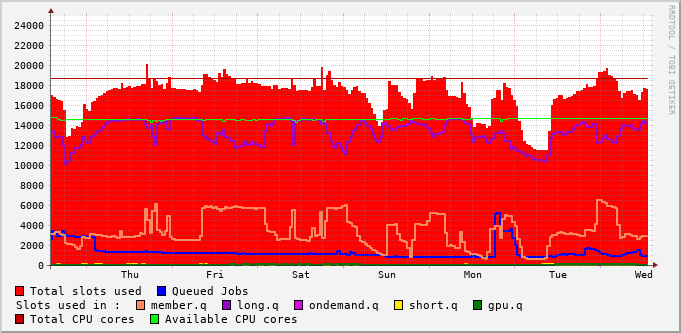 RRDTOOL / TOBI OETIKER
24000
22000
20000
18000
16000
14000
12000
10000
8000
6000
4000
2000
0
Thu Fri Sat Sun Mon Tue Wed
Total slots used Queued Jobs
Slots used in : member.q long.q ondemand.q short.q gpu.q
Total CPU cores Available CPU cores